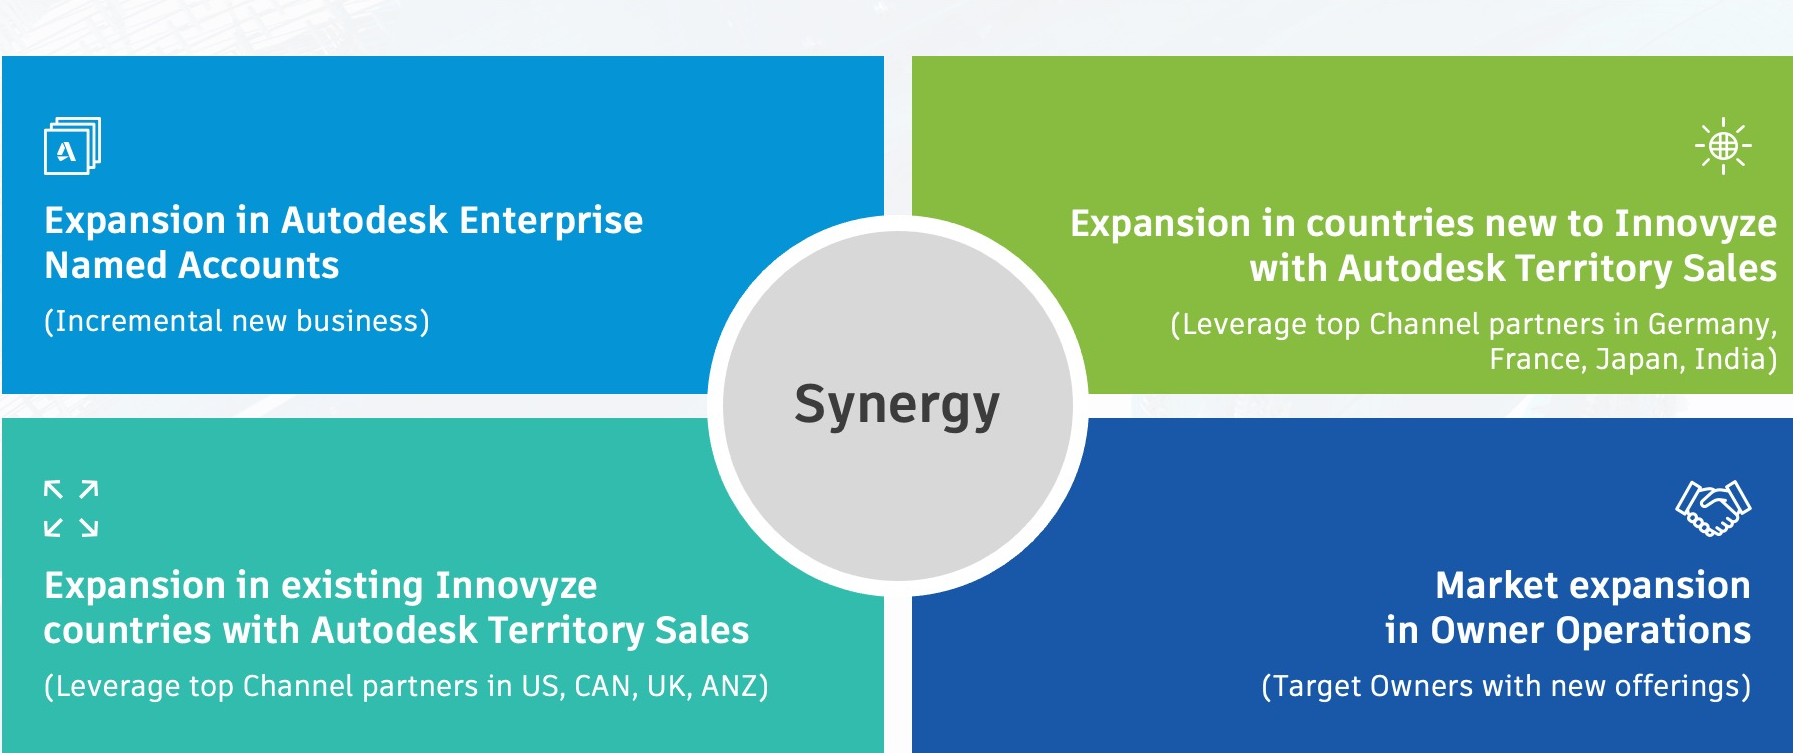 Expansion in Autodesk Enterprise
Named Accounts
(Incremental new business)
Expansion in countries new to Innovyze
with Autodesk Territory Sales
(Leverage top Channel partners in Germany,
France, Japan, India)
Synergy
Expansion in existing Innovyze
countries with Autodesk Territory Sales
(Leverage top Channel partners in US, CAN, UK, ANZ)
Market expansion
in Owner Operations
(Target Owners with new offerings)